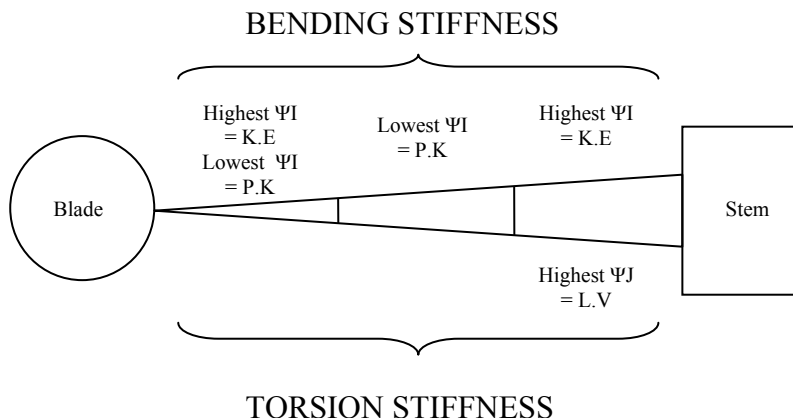 BENDING STIFFNESS
Highest ΨI
= K.E
Lowest ΨI
= P.K
Lowest ΨI
= P.K
Highest ΨI
= K.E
Blade
Stem
Highest ΨJ
= L.V
TORSION STIFFNESS